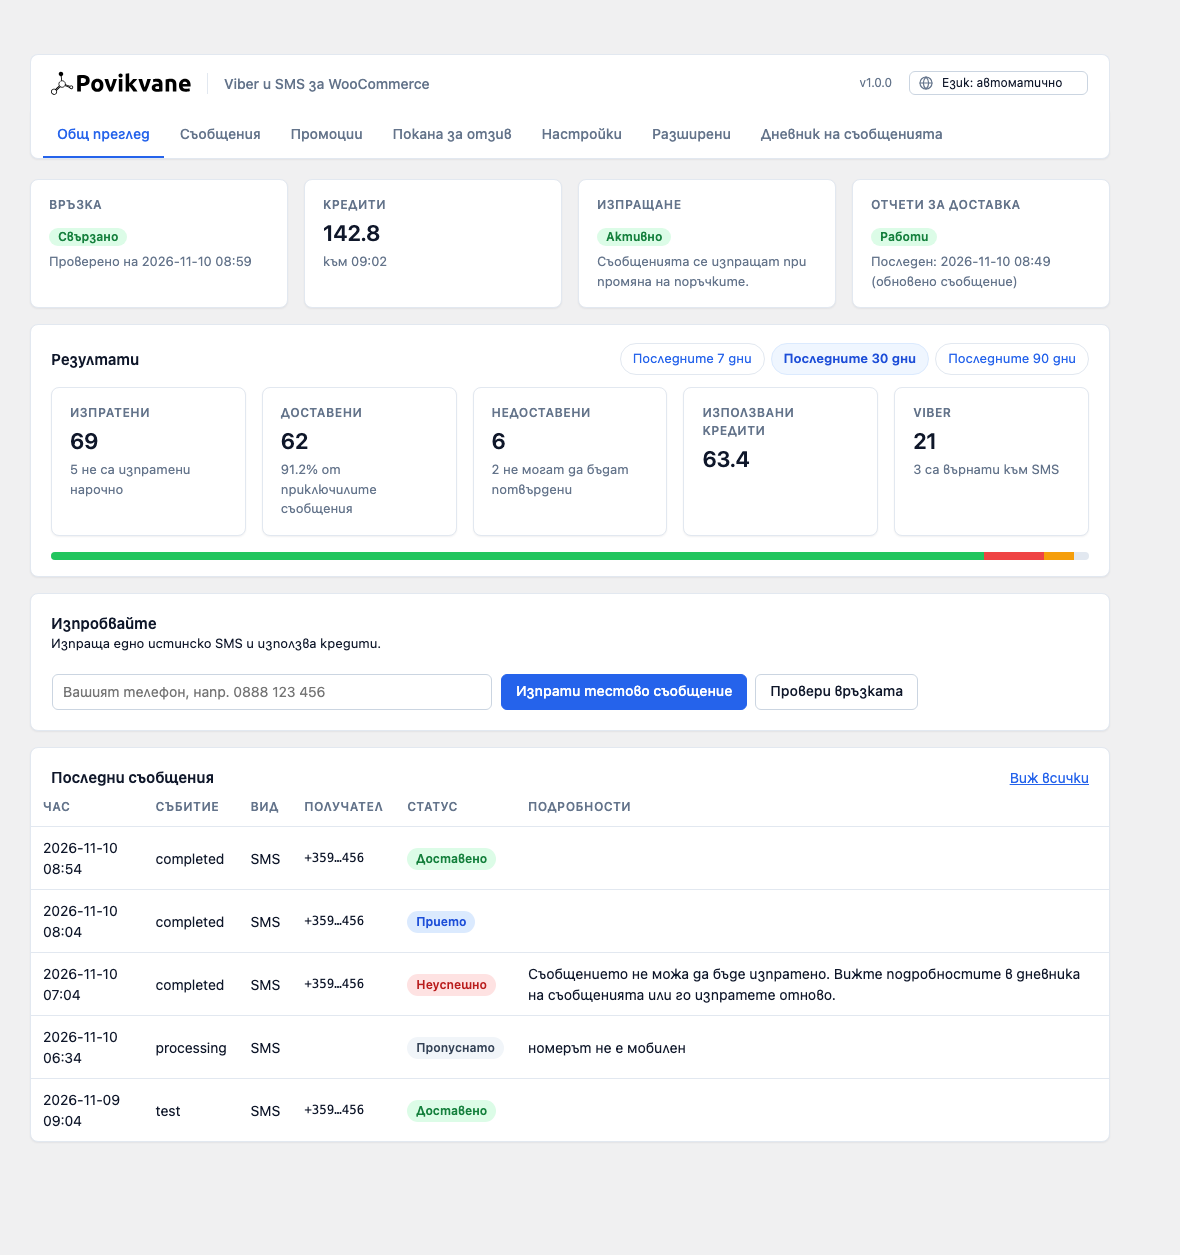 Povikvane
Viber и SMS за WooCommerce
v1.0.0
Език: автоматично
Общ преглед
Съобщения
Промоции
Покана за отзив
Настройки
Разширени
Дневник на съобщенията
ВРЪЗКА
Свързано
Проверено на 2026-11-10 08:59
КРЕДИТИ
142.8
към 09:02
ИЗПРАЩАНЕ
Активно
Съобщенията се изпращат при
промяна на поръчките.
ОТЧЕТИ ЗА ДОСТАВКА
Работи
Последен: 2026-11-10 08:49
(обновено съобщение)
Резултати
Последните 7 дни
Последните 30 дни
Последните 90 дни
ИЗПРАТЕНИ
69
5 не са изпратени
нарочно
ДОСТАВЕНИ
62
91.2% от
приключилите
съобщения
НЕДОСТАВЕНИ
6
2 не могат да бъдат
потвърдени
ИЗПОЛЗВАНИ
КРЕДИТИ
63.4
VIBER
21
3 са върнати към SMS
Изпробвайте
Изпраща едно истинско SMS и използва кредити.
Вашият телефон, напр. 0888 123 456
Изпрати тестово съобщение
Провери връзката
Последни съобщения
Виж всички
ЧАС СЪБИТИЕ ВИД ПОЛУЧАТЕЛ СТАТУС ПОДРОБНОСТИ
2026-11-10
08:54
completed SMS +359…456 Доставено
2026-11-10
08:04
completed SMS +359…456 Прието
2026-11-10
07:04
completed SMS +359…456 Неуспешно
Съобщението не можа да бъде изпратено. Вижте подробностите в дневника
на съобщенията или го изпратете отново.
2026-11-10
06:34
processing SMS Пропуснато номерът не е мобилен
2026-11-09
09:04
test SMS +359…456 Доставено